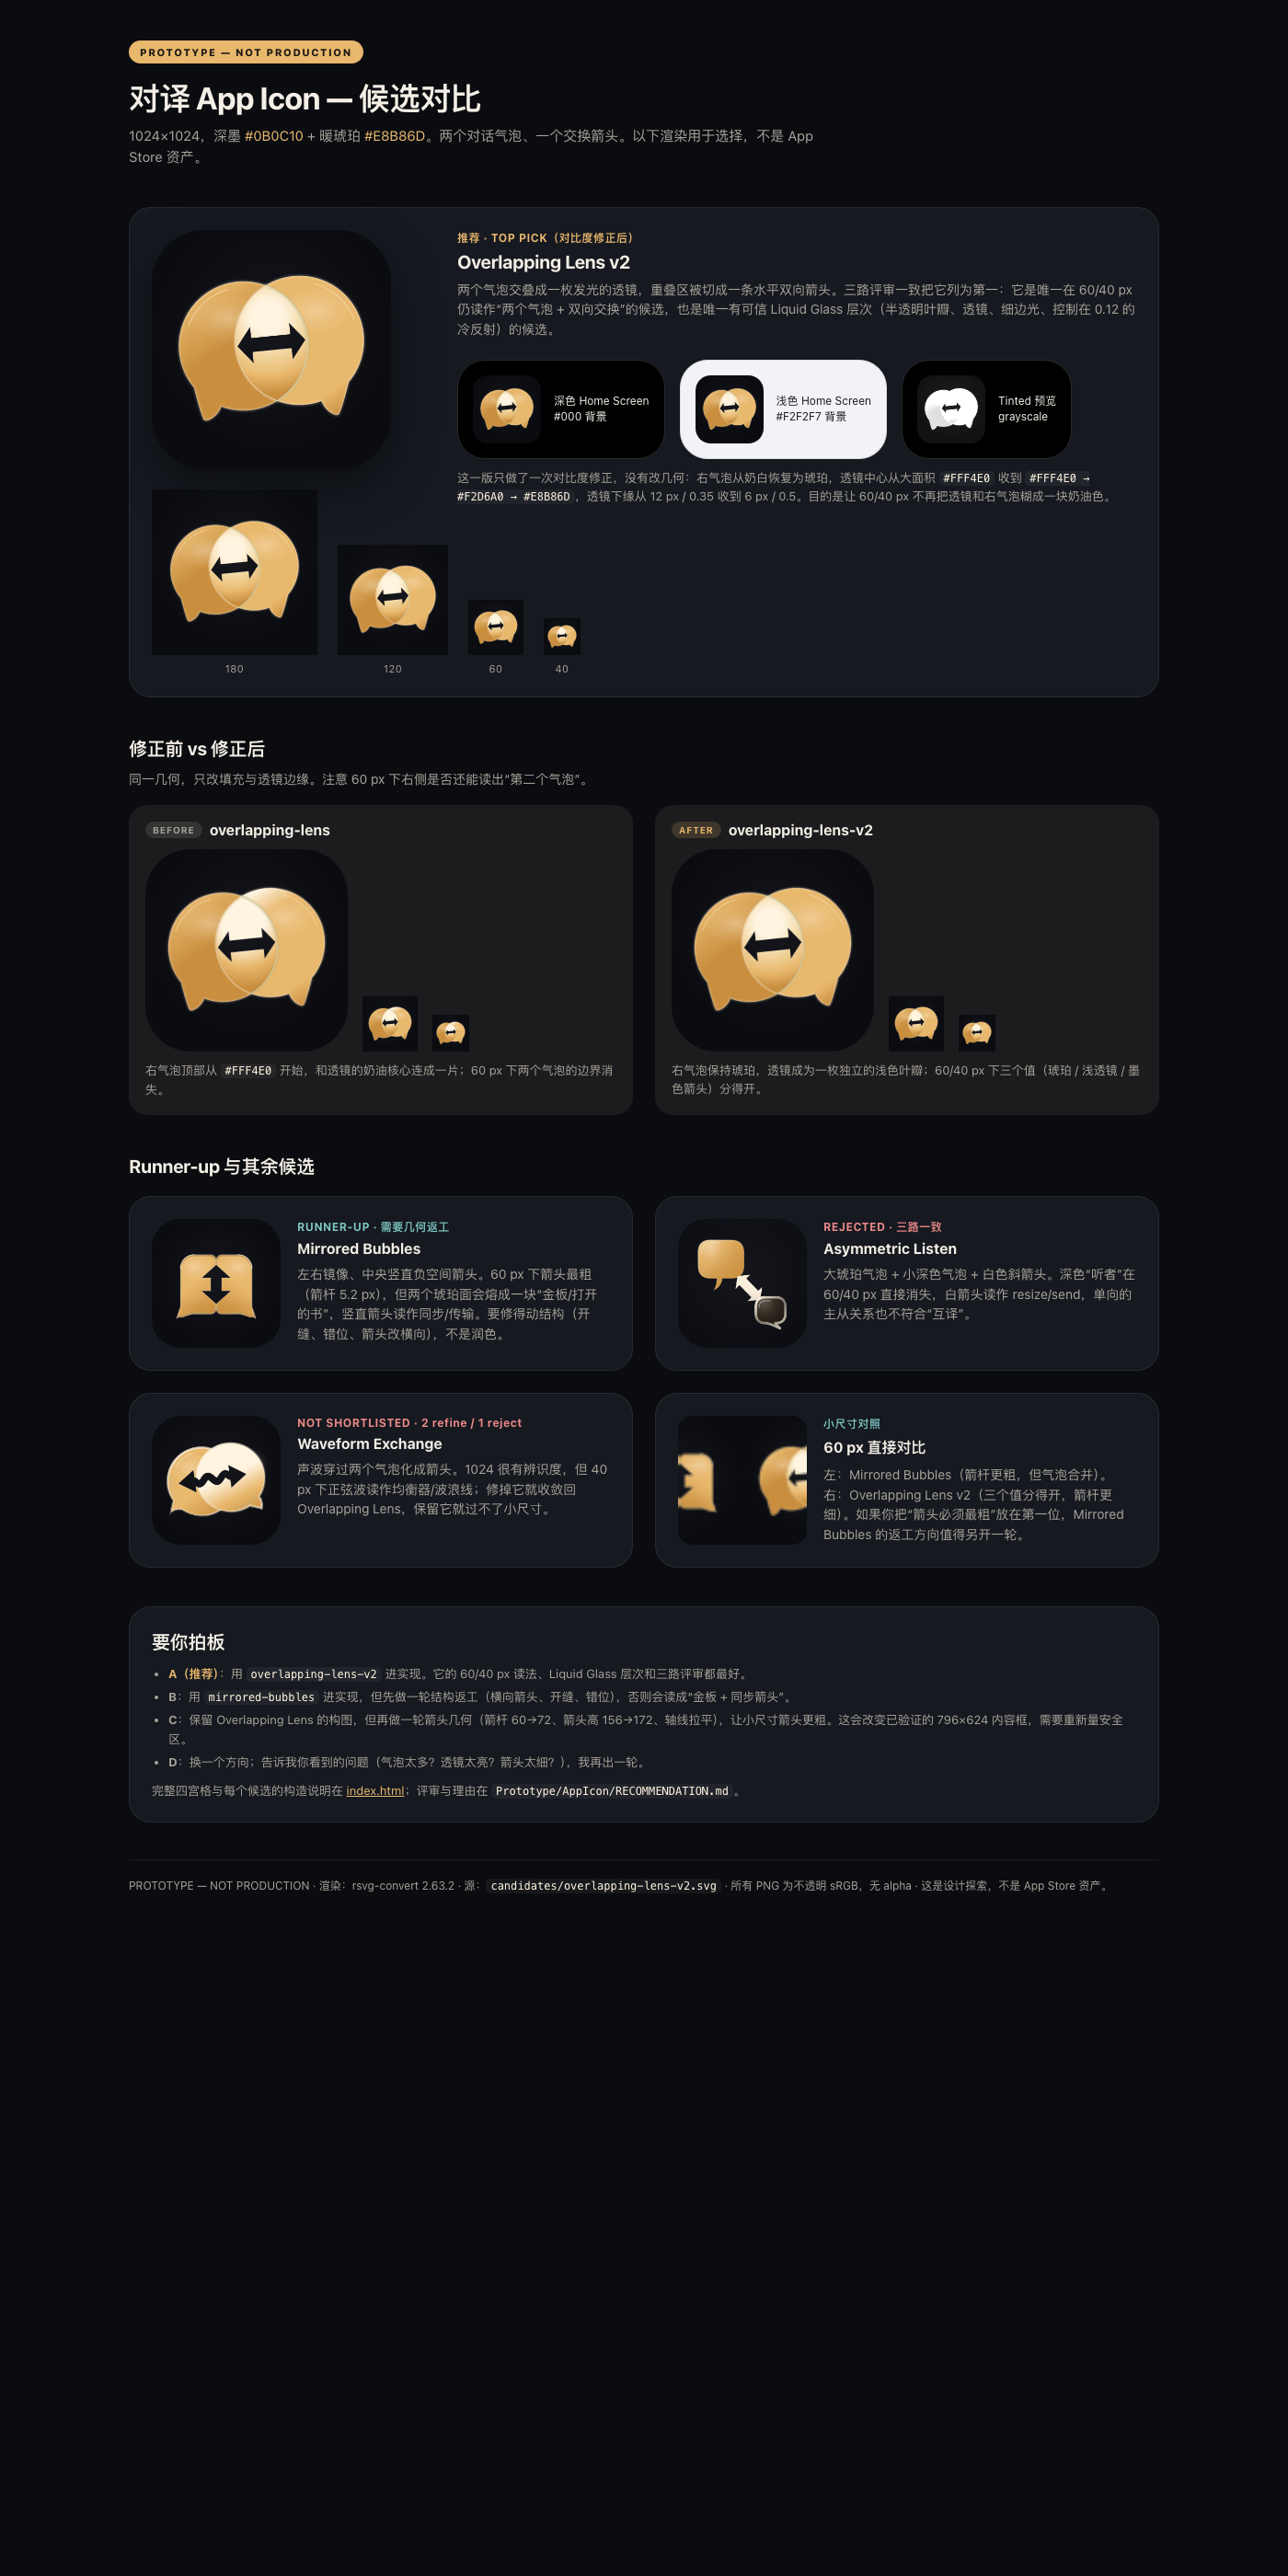 PROTOTYPE — NOT PRODUCTION
对译 App Icon — 候选对比
1024×1024，深墨 #0B0C10 + 暖琥珀 #E8B86D。两个对话气泡、一个交换箭头。以下渲染用于选择，不是 App
Store 资产。
推荐 · TOP PICK（对比度修正后）
Overlapping Lens v2
两个气泡交叠成一枚发光的透镜，重叠区被切成一条水平双向箭头。三路评审一致把它列为第一：它是唯一在 60/40 px
仍读作“两个气泡 + 双向交换”的候选，也是唯一有可信 Liquid Glass 层次（半透明叶瓣、透镜、细边光、控制在 0.12 的
冷反射）的候选。
深色 Home Screen
#000 背景
浅色 Home Screen
#F2F2F7 背景
Tinted 预览
grayscale
这一版只做了一次对比度修正，没有改几何：右气泡从奶白恢复为琥珀，透镜中心从大面积 #FFF4E0 收到 #FFF4E0 →
#F2D6A0 → #E8B86D，透镜下缘从 12 px / 0.35 收到 6 px / 0.5。目的是让 60/40 px 不再把透镜和右气泡糊成一块奶油色。
180
120
60
40
修正前 vs 修正后
同一几何，只改填充与透镜边缘。注意 60 px 下右侧是否还能读出“第二个气泡”。
BEFORE overlapping-lens
右气泡顶部从 #FFF4E0 开始，和透镜的奶油核心连成一片；60 px 下两个气泡的边界消
失。
AFTER overlapping-lens-v2
右气泡保持琥珀，透镜成为一枚独立的浅色叶瓣；60/40 px 下三个值（琥珀 / 浅透镜 / 墨
色箭头）分得开。
Runner-up 与其余候选
RUNNER-UP · 需要几何返工
Mirrored Bubbles
左右镜像、中央竖直负空间箭头。60 px 下箭头最粗
（箭杆 5.2 px），但两个琥珀面会熔成一块“金板/打开
的书”，竖直箭头读作同步/传输。要修得动结构（开
缝、错位、箭头改横向），不是润色。
REJECTED · 三路一致
Asymmetric Listen
大琥珀气泡 + 小深色气泡 + 白色斜箭头。深色“听者”在
60/40 px 直接消失，白箭头读作 resize/send，单向的
主从关系也不符合“互译”。
NOT SHORTLISTED · 2 refine / 1 reject
Waveform Exchange
声波穿过两个气泡化成箭头。1024 很有辨识度，但 40
px 下正弦波读作均衡器/波浪线；修掉它就收敛回
Overlapping Lens，保留它就过不了小尺寸。
小尺寸对照
60 px 直接对比
左：Mirrored Bubbles（箭杆更粗，但气泡合并）。
右：Overlapping Lens v2（三个值分得开，箭杆更
细）。如果你把“箭头必须最粗”放在第一位，Mirrored
Bubbles 的返工方向值得另开一轮。
要你拍板
• A（推荐）：用 overlapping-lens-v2 进实现。它的 60/40 px 读法、Liquid Glass 层次和三路评审都最好。
• B：用 mirrored-bubbles 进实现，但先做一轮结构返工（横向箭头、开缝、错位），否则会读成“金板 + 同步箭头”。
• C：保留 Overlapping Lens 的构图，但再做一轮箭头几何（箭杆 60→72、箭头高 156→172、轴线拉平），让小尺寸箭头更粗。这会改变已验证的 796×624 内容框，需要重新量安全
区。
• D：换一个方向；告诉我你看到的问题（气泡太多？透镜太亮？箭头太细？），我再出一轮。
完整四宫格与每个候选的构造说明在 index.html；评审与理由在 Prototype/AppIcon/RECOMMENDATION.md。
PROTOTYPE — NOT PRODUCTION · 渲染：rsvg-convert 2.63.2 · 源：candidates/overlapping-lens-v2.svg · 所有 PNG 为不透明 sRGB，无 alpha · 这是设计探索，不是 App Store 资产。